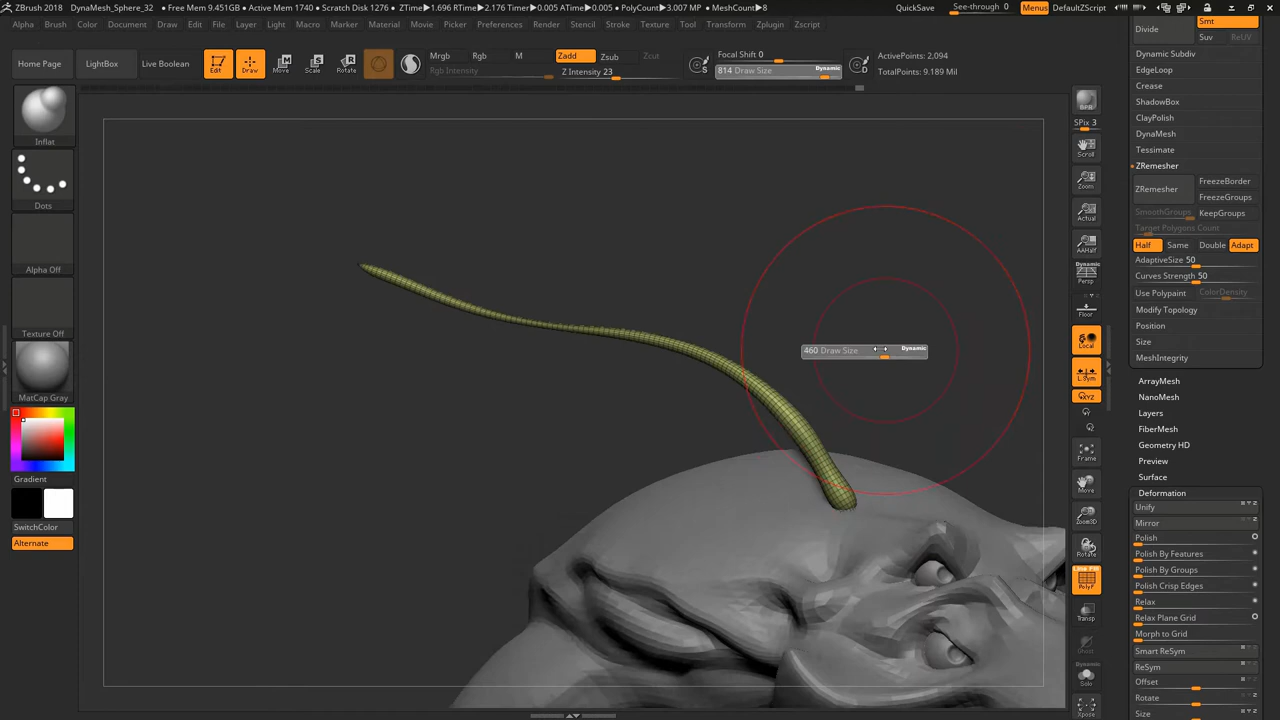 ZBrush 2018
DynaMesh_Sphere_32
• Free Mem 9.451GB • Active Mem 1740 • Scratch Disk 1276 • ZTime▸1.696 RTime▸2.176 Timer▸0.005 ATime▸0.005 • PolyCount▸3.007 MP • MeshCount▸8
QuickSave
See-through 0
Menus
DefaultZScript
Alpha Brush Color Document Draw Edit File Layer Light Macro Marker Material Movie Picker Preferences Render Stencil Stroke Texture Tool Transform Zplugin Zscript
Home Page
LightBox
Live Boolean
Edit
Draw
Move
Scale
Rotate
Mrgb
Rgb
M
Rgb Intensity
Zadd
Zsub
Zcut
Z Intensity 23
S
Focal Shift 0
814 Draw Size
Dynamic
D
ActivePoints: 2,094
TotalPoints: 9.189 Mil
Inflat
Dots
Alpha Off
Texture Off
MatCap Gray
Gradient
SwitchColor
Alternate
460 Draw Size
Dynamic
BPR
SPix 3
Scroll
Zoom
Actual
AAHalf
Dynamic
Persp
Floor
Local
L.Sym
XYZ
Frame
Move
Zoom3D
Rotate
Line Fill
PolyF
Transp
Ghost
Dynamic
Solo
Xpose
Divide
Smt
Suv
ReUV
Dynamic Subdiv
EdgeLoop
Crease
ShadowBox
ClayPolish
DynaMesh
Tessimate
ZRemesher
ZRemesher
FreezeBorder
FreezeGroups
SmoothGroups
KeepGroups
Target Polygons Count
Half
Same
Double
Adapt
AdaptiveSize 50
Curves Strength 50
Use Polypaint
ColorDensity
Modify Topology
Position
Size
MeshIntegrity
ArrayMesh
NanoMesh
Layers
FiberMesh
Geometry HD
Preview
Surface
Deformation
Unify
Mirror
Polish
Polish By Features
Polish By Groups
Polish Crisp Edges
Relax
Relax Plane Grid
Morph to Grid
Smart ReSym
ReSym
Offset
Rotate
Size